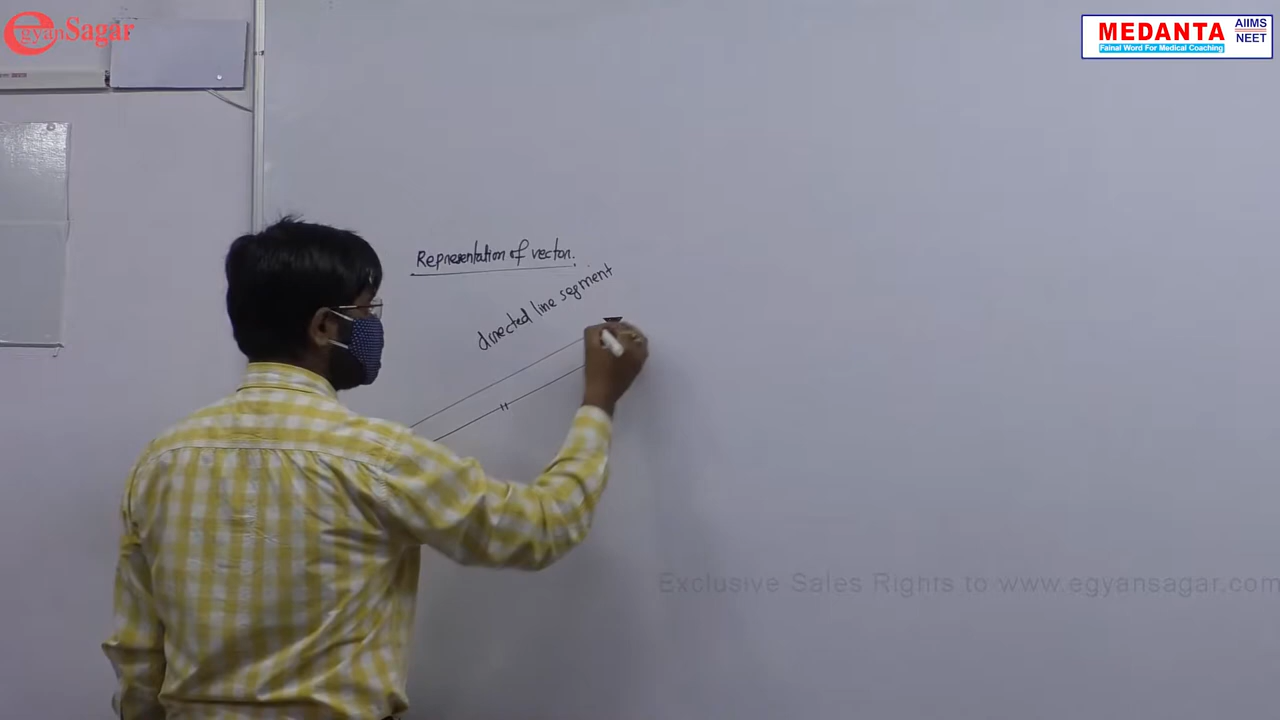 egyanSagar
MEDANTA AIIMS NEET
Fainal Word For Medical Coaching
Representation of vector.
directed line segment
Exclusive Sales Rights to www.egyansagar.com